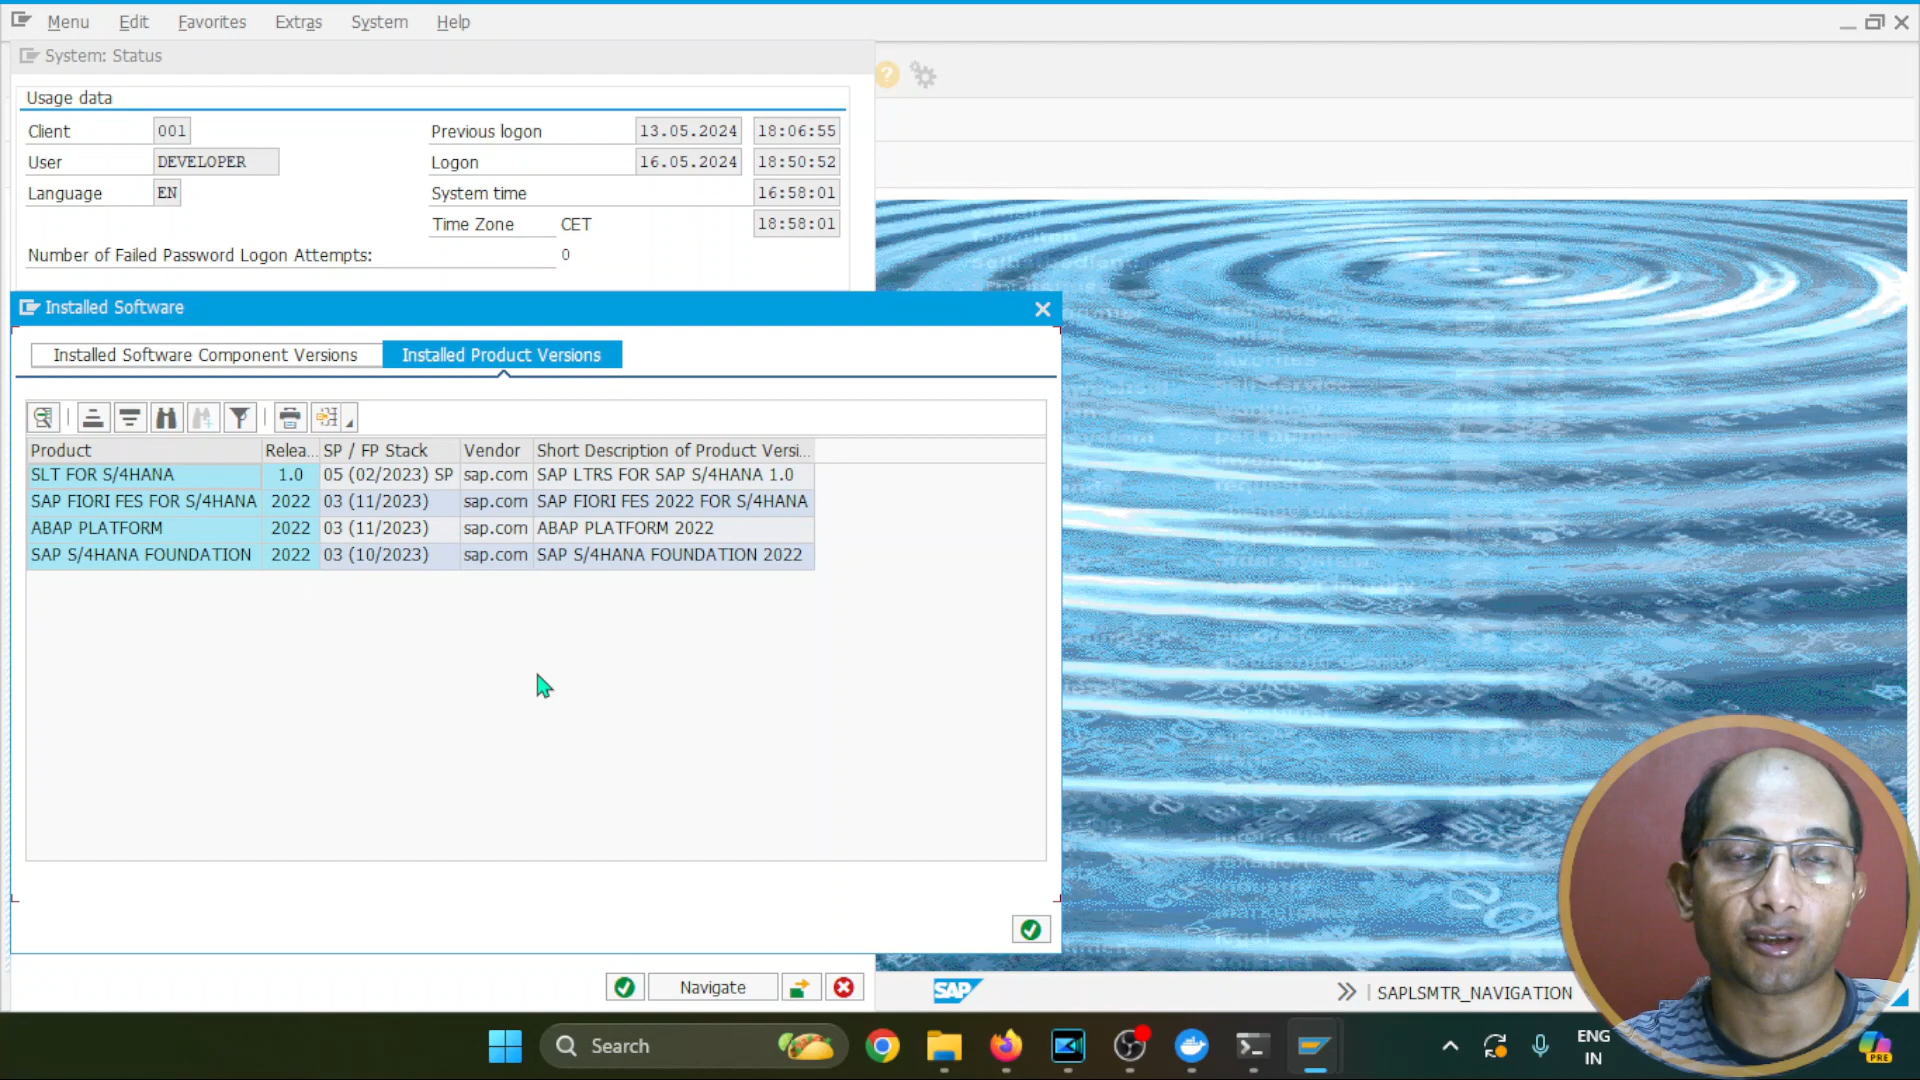 Menu Edit Favorites Extras System Help
System: Status
Usage data
Client 001 Previous logon 13.05.2024 18:06:55
User DEVELOPER Logon 16.05.2024 18:50:52
Language EN System time 16:58:01
Time Zone CET 18:58:01
Number of Failed Password Logon Attempts: 0
Installed Software
Installed Software Component Versions Installed Product Versions
Product Relea... SP / FP Stack Vendor Short Description of Product Versi...
SLT FOR S/4HANA 1.0 05 (02/2023) SP sap.com SAP LTRS FOR SAP S/4HANA 1.0
SAP FIORI FES FOR S/4HANA 2022 03 (11/2023) sap.com SAP FIORI FES 2022 FOR S/4HANA
ABAP PLATFORM 2022 03 (11/2023) sap.com ABAP PLATFORM 2022
SAP S/4HANA FOUNDATION 2022 03 (10/2023) sap.com SAP S/4HANA FOUNDATION 2022
Navigate
SAP
SAPLSMTR_NAVIGATION
Search
ENG
IN
PRE